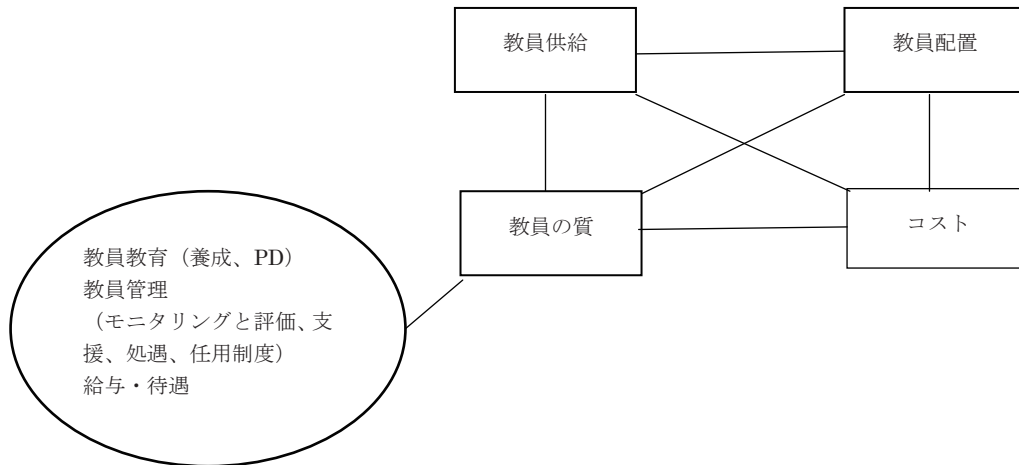 教員供給
教員配置
教員の質
コスト
教員教育（養成、PD）
教員管理
（モニタリングと評価、支
援、処遇、任用制度）
給与・待遇